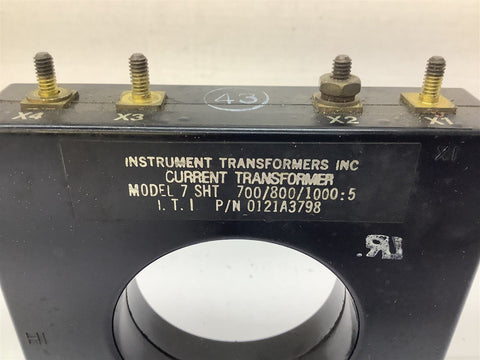 43
X4 X3 X2 X1
INSTRUMENT TRANSFORMERS INC
CURRENT TRANSFORMER
MODEL 7 SHT 700/800/1000:5
I.T.I P/N 0121A3798
RU
H1